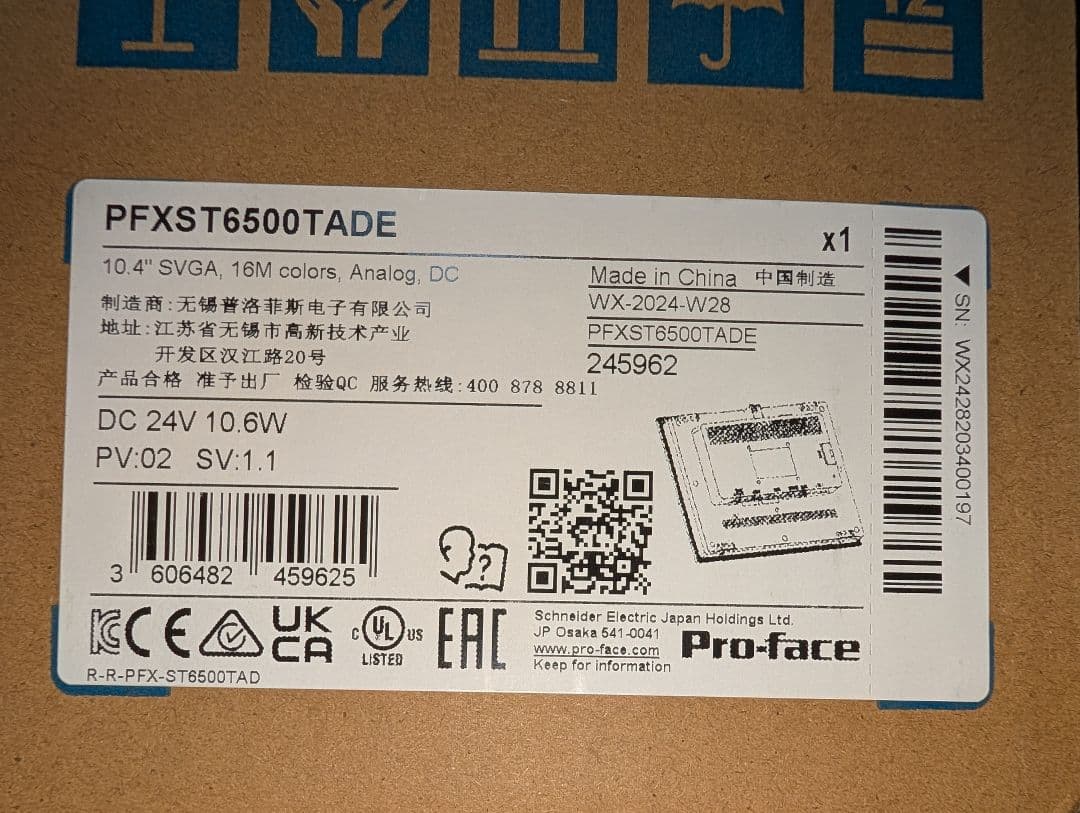 12
PFXST6500TADE
x1
10.4" SVGA, 16M colors, Analog, DC
制造商:无锡普洛菲斯电子有限公司
地址:江苏省无锡市高新技术产业
开发区汉江路20号
产品合格 准予出厂 检验QC 服务热线:400 878 8811
Made in China 中国制造
WX-2024-W28
PFXST6500TADE
245962
DC 24V 10.6W
PV:02 SV:1.1
3 606482 459625
?
CE
UK
CA
C UL US
LISTED
EAC
R-R-PFX-ST6500TAD
Schneider Electric Japan Holdings Ltd.
JP Osaka 541-0041
www.pro-face.com
Keep for information
Pro-face
SN: WX2428203400197